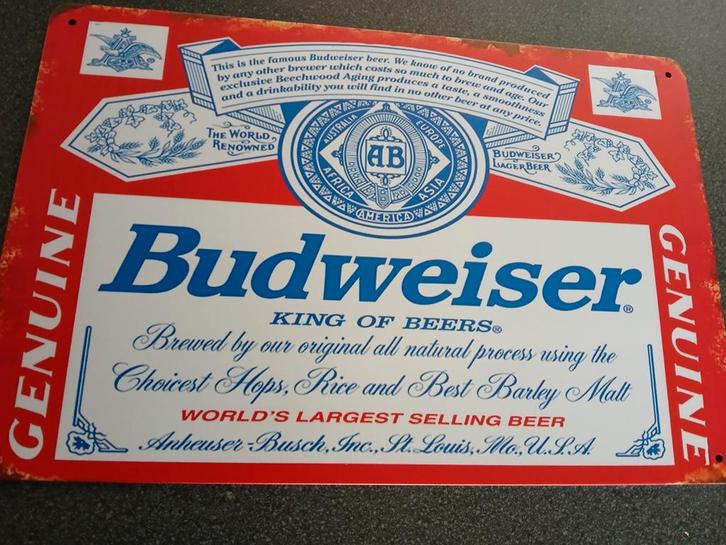 This is the famous Budweiser beer. We know of no brand produced
by any other brewer which costs so much to brew and age. Our
exclusive Beechwood Aging produces a taste, a smoothness
and a drinkability you will find in no other beer at any price.
THE WORLD
RENOWNED
BUDWEISER
LAGER BEER
AUSTRALIA
EUROPE
AB
AFRICA
ASIA
AMERICA
GENUINE
GENUINE
Budweiser®
KING OF BEERS®
Brewed by our original all natural process using the
Choicest Hops, Rice and Best Barley Malt
WORLD'S LARGEST SELLING BEER
Anheuser-Busch, Inc., St. Louis, Mo., U.S.A.